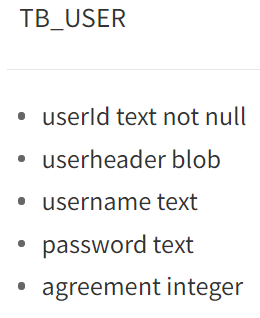 TB_USER
userId text not null
userheader blob
username text
password text
agreement integer